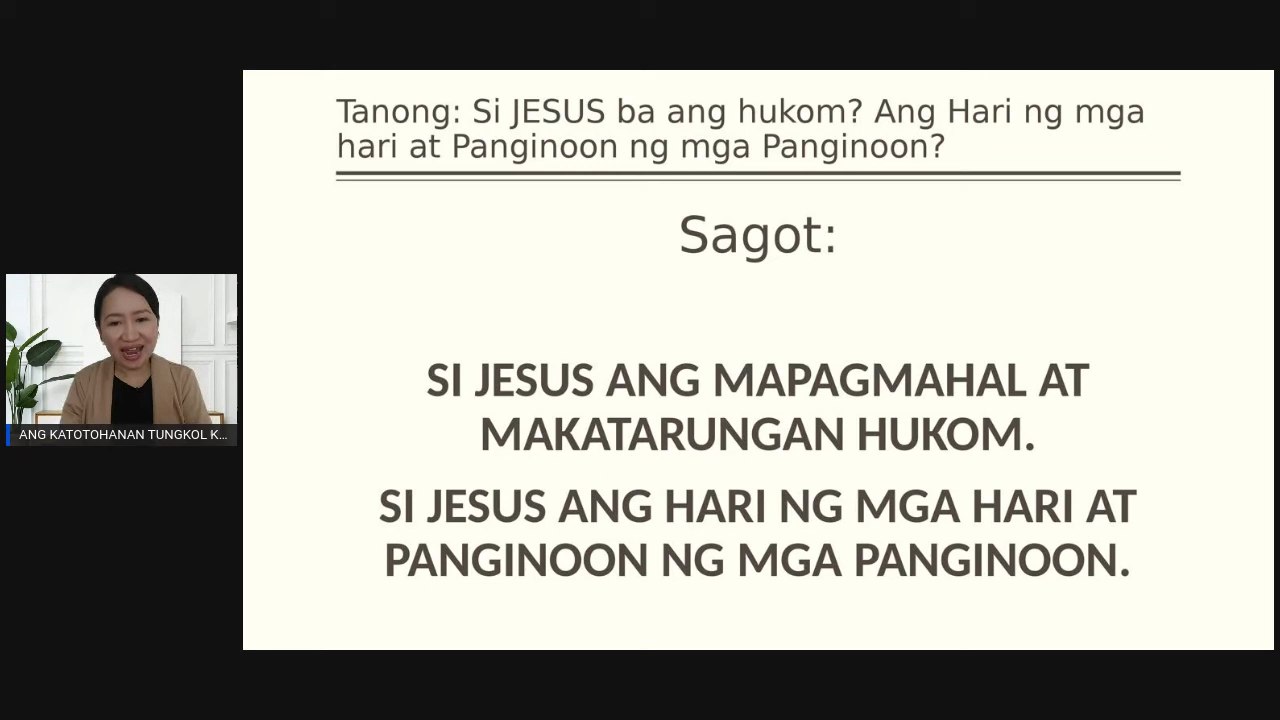 Tanong: Si JESUS ba ang hukom? Ang Hari ng mga
hari at Panginoon ng mga Panginoon?
Sagot:
SI JESUS ANG MAPAGMAHAL AT
MAKATARUNGAN HUKOM.
SI JESUS ANG HARI NG MGA HARI AT
PANGINOON NG MGA PANGINOON.
ANG KATOTOHANAN TUNGKOL K...